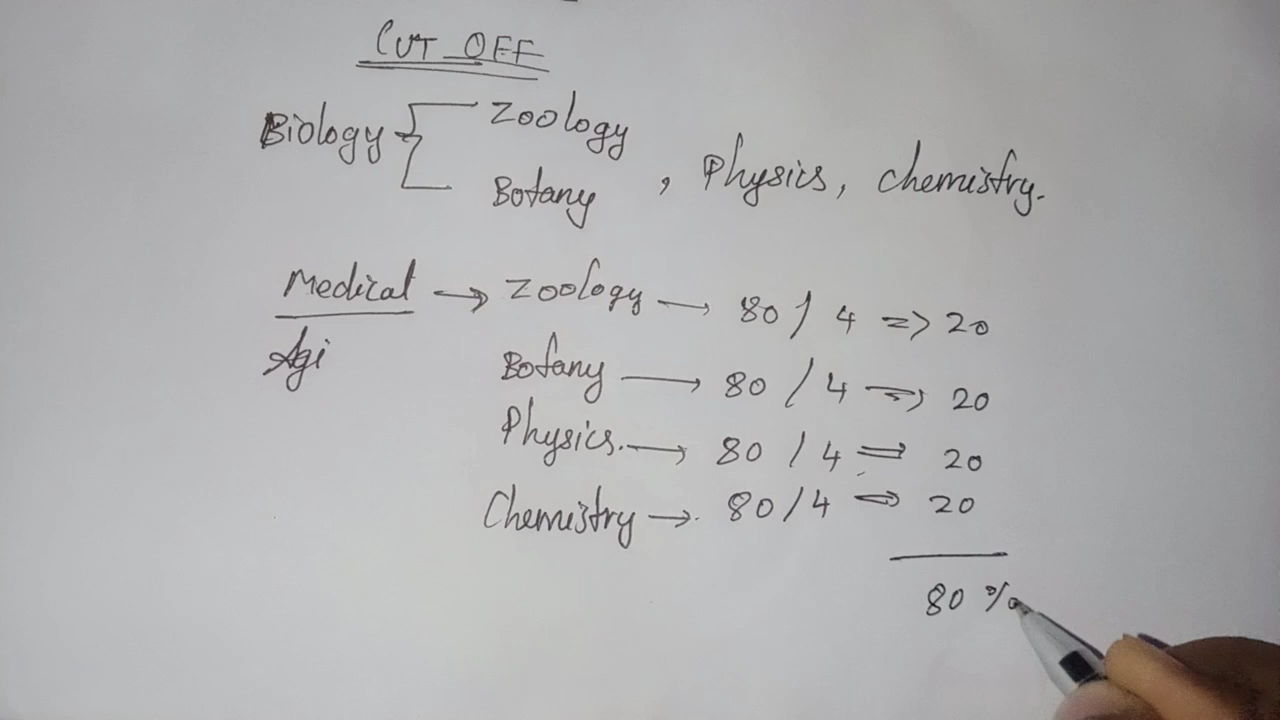 CUT OFF
Biology Zoology
Botany , Physics, chemistry.
Medical → Zoology → 80 / 4 => 20
Agi
Botany → 80 / 4 => 20
Physics. → 80 / 4 => 20
Chemistry → 80/4 => 20
80 %